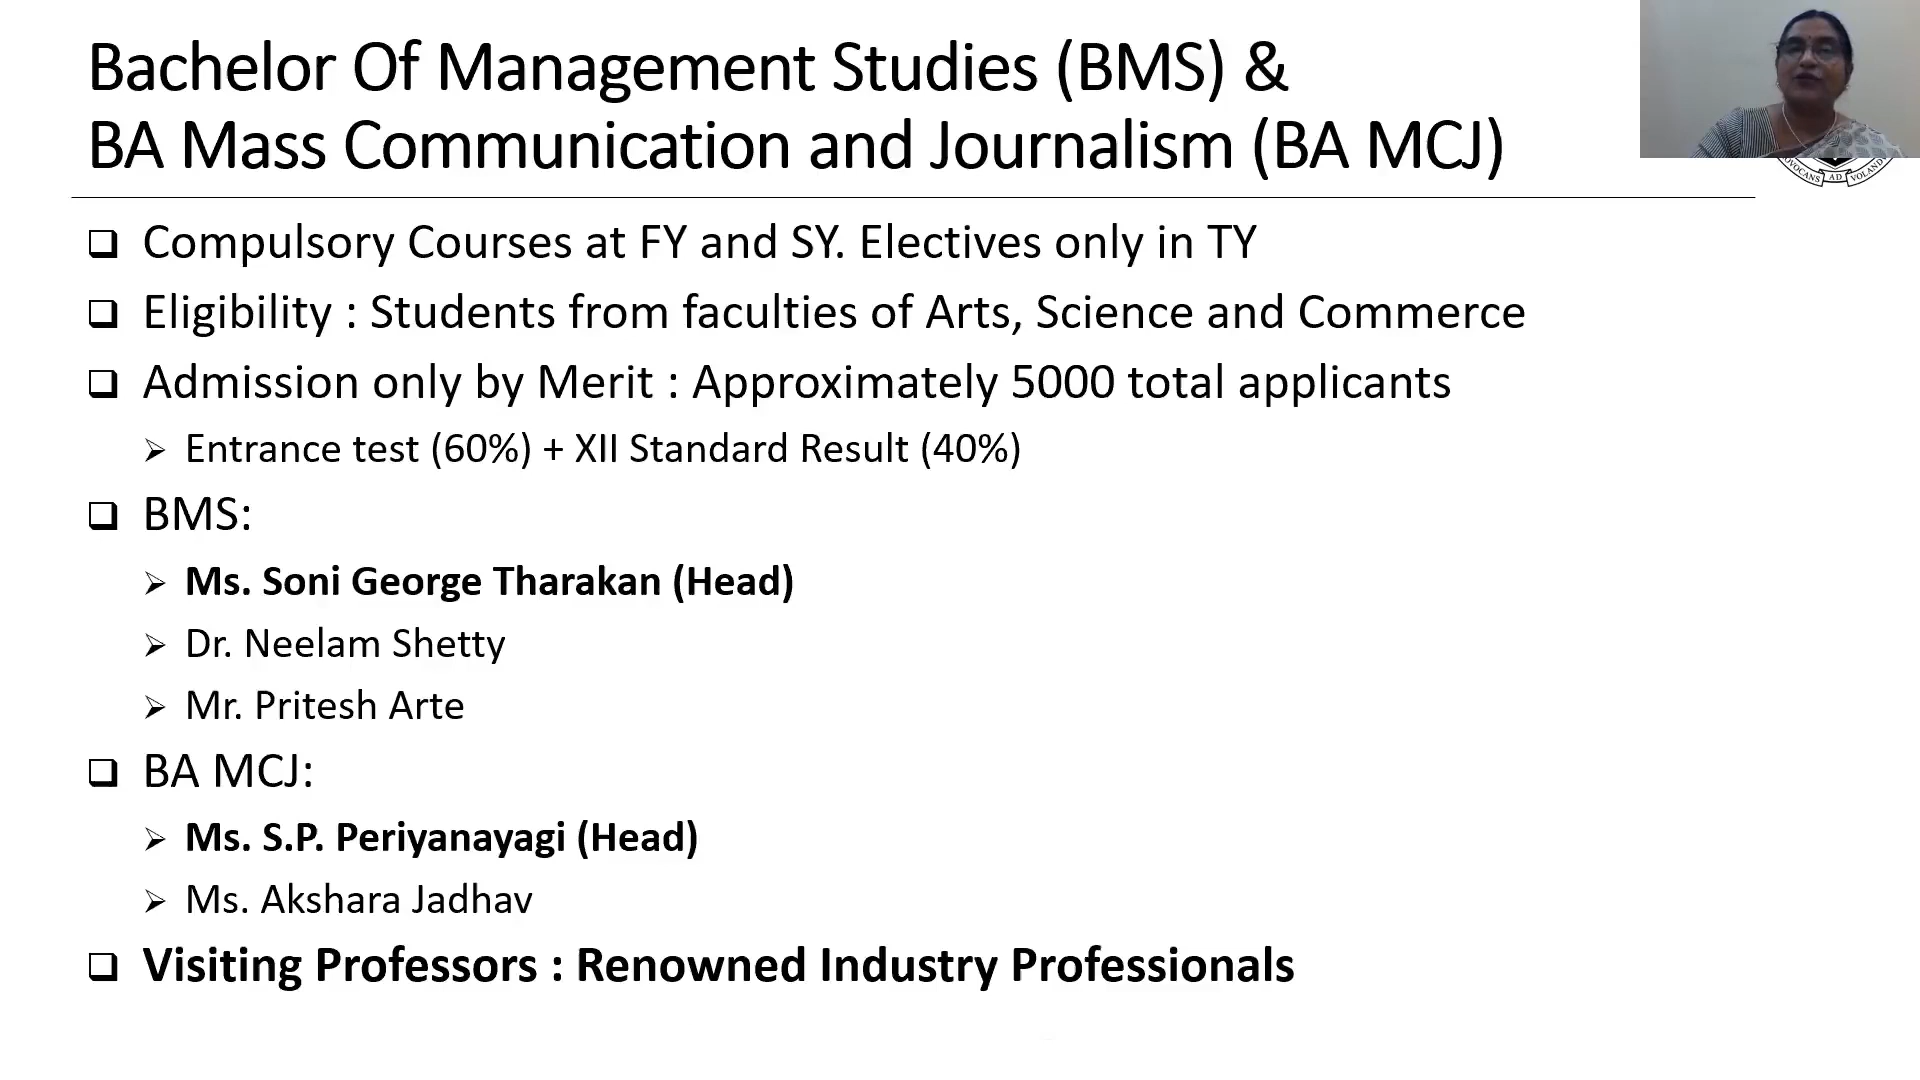 Bachelor Of Management Studies (BMS) &
BA Mass Communication and Journalism (BA MCJ)
Compulsory Courses at FY and SY. Electives only in TY
Eligibility : Students from faculties of Arts, Science and Commerce
Admission only by Merit : Approximately 5000 total applicants
Entrance test (60%) + XII Standard Result (40%)
BMS:
Ms. Soni George Tharakan (Head)
Dr. Neelam Shetty
Mr. Pritesh Arte
BA MCJ:
Ms. S.P. Periyanayagi (Head)
Ms. Akshara Jadhav
Visiting Professors : Renowned Industry Professionals